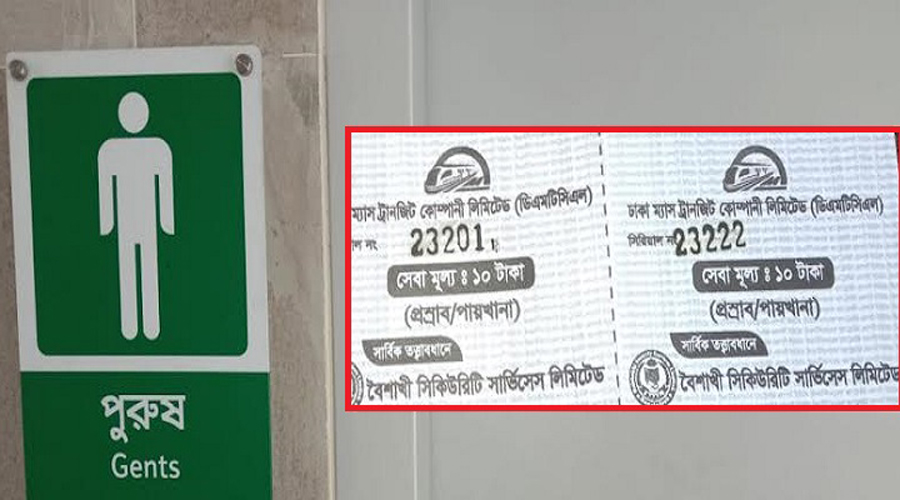 পুরুষ
Gents
ম্যাস ট্রানজিট কোম্পানী লিমিটেড (ডিএমটিসিএল)
ল নং 23201
সেবা মূল্য ঃ ১০ টাকা
(প্রস্রাব/পায়খানা)
সার্বিক তত্ত্বাবধানে
বৈশাখী সিকিউরিটি সার্ভিসেস লিমিটেড
ঢাকা ম্যাস ট্রানজিট কোম্পানী লিমিটেড (ডিএমটিসিএল)
সিরিয়াল নং 23222
সেবা মূল্য ঃ ১০ টাকা
(প্রস্রাব/পায়খানা)
সার্বিক তত্ত্বাবধানে
বৈশাখী সিকিউরিটি সার্ভিসেস লিমিটেড